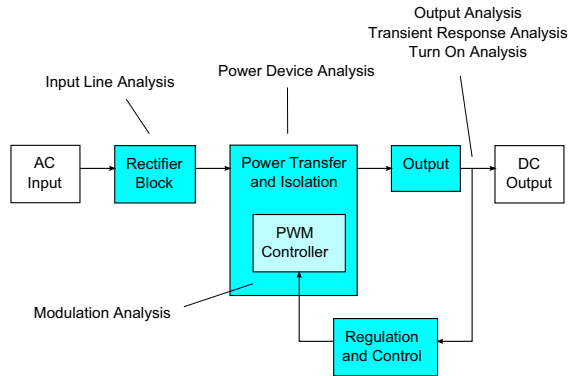 Output Analysis
Transient Response Analysis
Turn On Analysis
Power Device Analysis
Input Line Analysis
AC
Input
Rectifier
Block
Power Transfer
and Isolation
Output
DC
Output
PWM
Controller
Modulation Analysis
Regulation
and Control